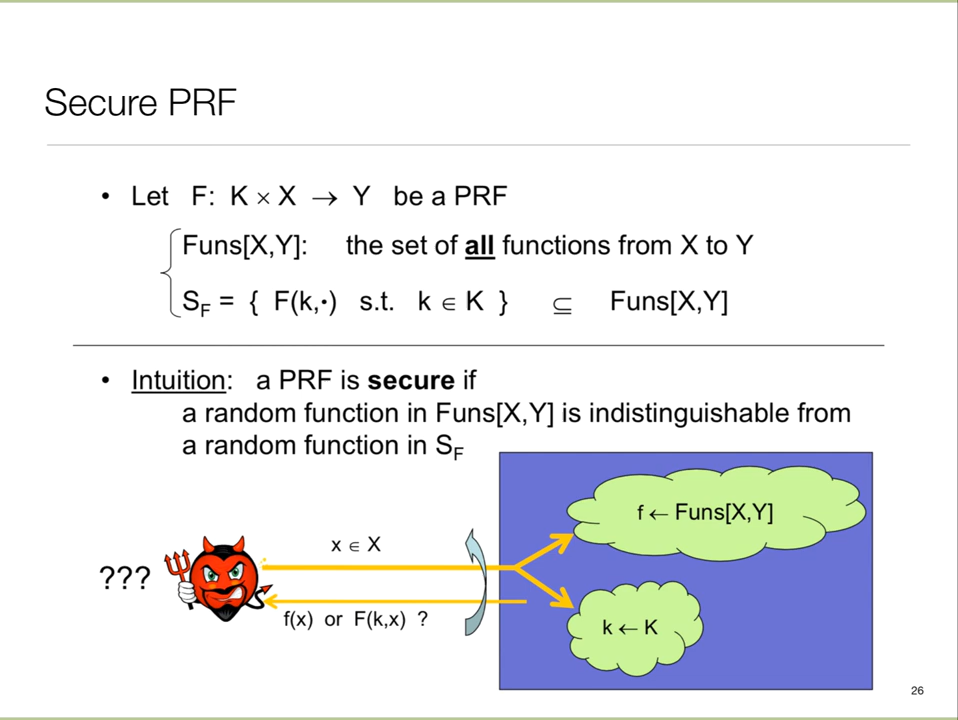 Secure PRF
• Let F: K × X → Y be a PRF
Funs[X,Y]: the set of all functions from X to Y
S_F = { F(k,·) s.t. k ∈ K } ⊆ Funs[X,Y]
• Intuition: a PRF is secure if
a random function in Funs[X,Y] is indistinguishable from
a random function in S_F
f ← Funs[X,Y]
x ∈ X
???
f(x) or F(k,x) ?
k ← K
26